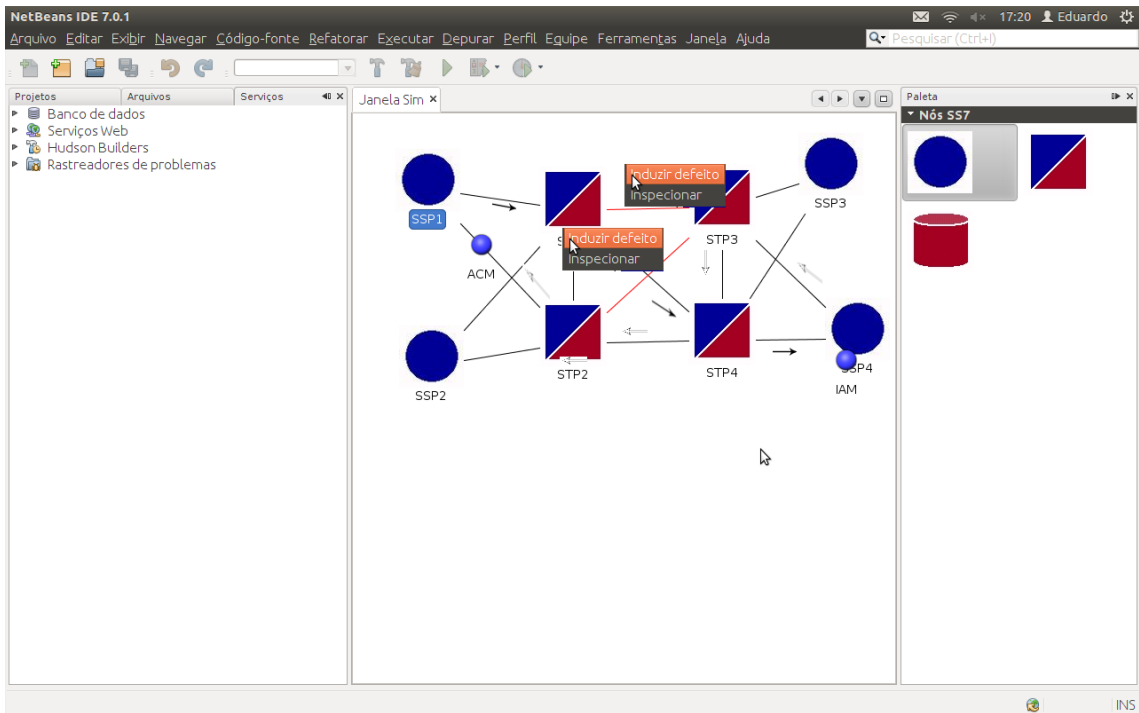 NetBeans IDE 7.0.1
17:20 Eduardo
Arquivo Editar Exibir Navegar Código-fonte Refatorar Executar Depurar Perfil Equipe Ferramentas Janela Ajuda
Pesquisar (Ctrl+I)
Projetos Arquivos Serviços
Banco de dados
Serviços Web
Hudson Builders
Rastreadores de problemas
Janela Sim
Induzir defeito
Inspecionar
SSP3
SSP1
STP3
Induzir defeito
Inspecionar
ACM
STP2
STP4
SSP4
SSP2
IAM
Paleta
Nós SS7
INS